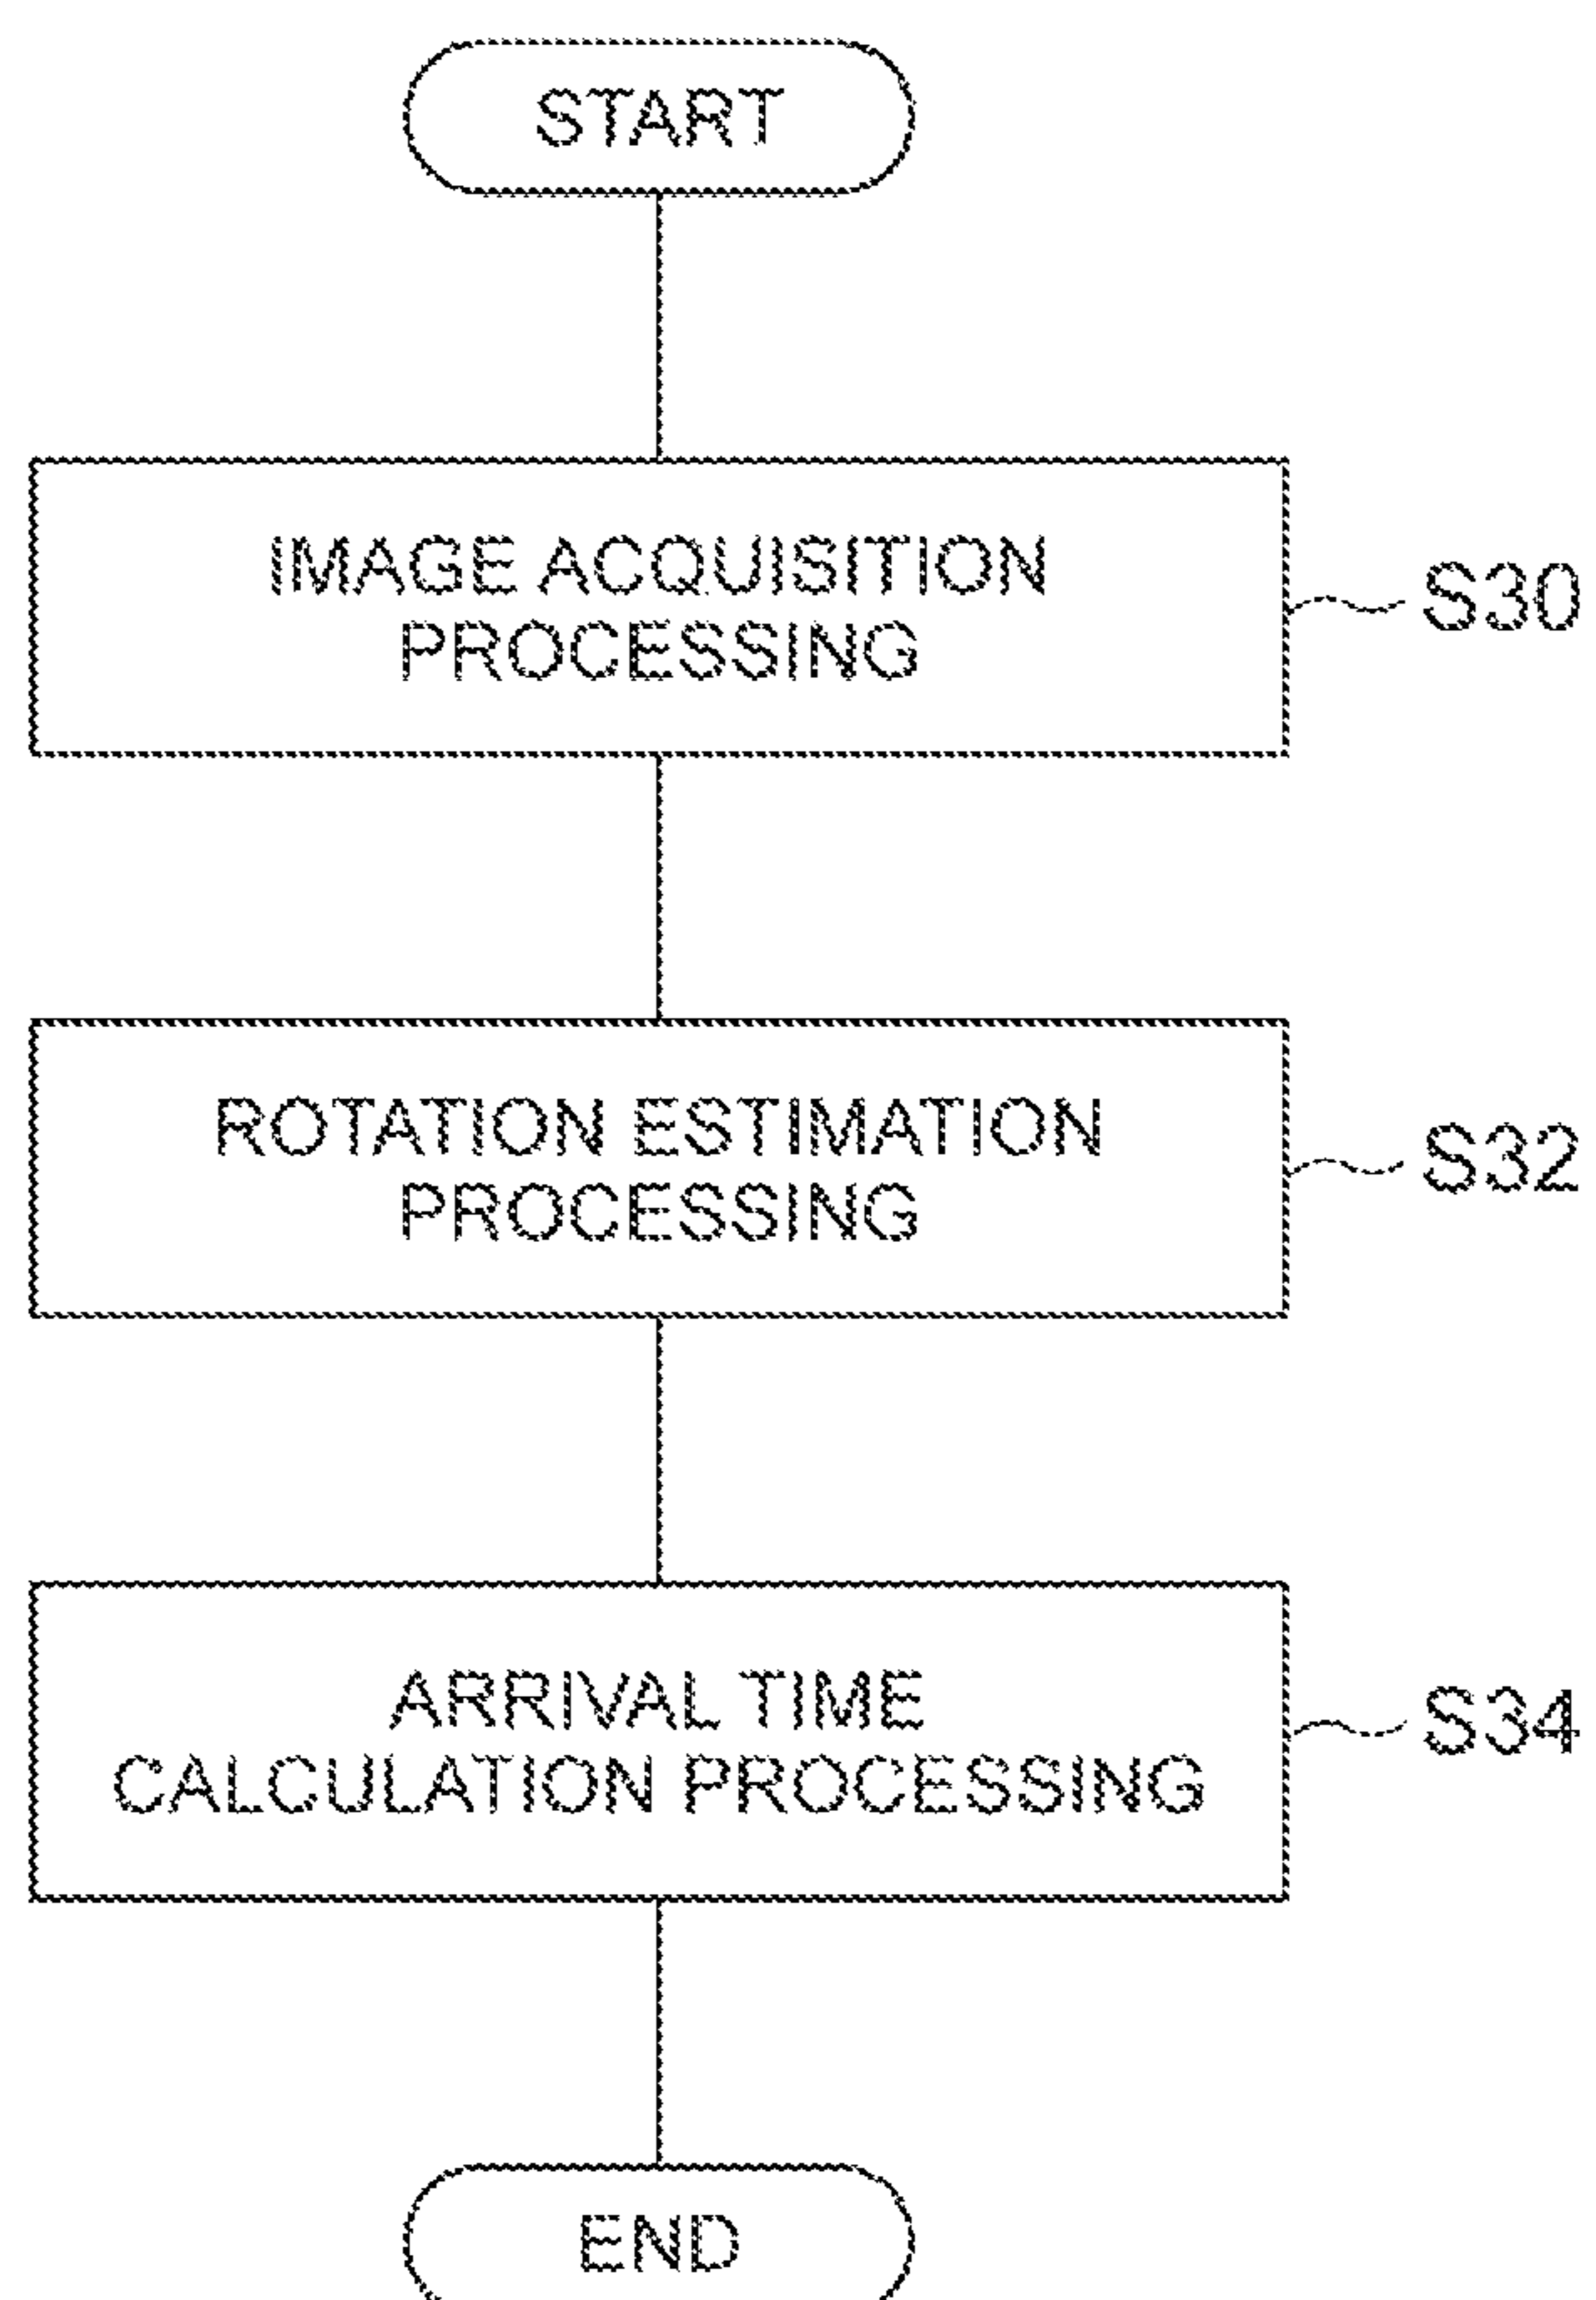 START
IMAGE ACQUISITION
PROCESSING
S30
ROTATION ESTIMATION
PROCESSING
S32
ARRIVAL TIME
CALCULATION PROCESSING
S34
END